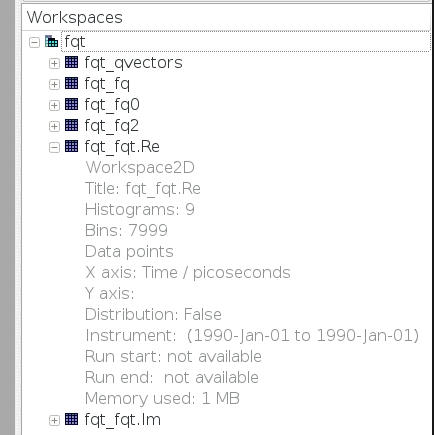 Workspaces
fqt
fqt_qvectors
fqt_fq
fqt_fq0
fqt_fq2
fqt_fqt.Re
Workspace2D
Title: fqt_fqt.Re
Histograms: 9
Bins: 7999
Data points
X axis: Time / picoseconds
Y axis:
Distribution: False
Instrument:  (1990-Jan-01 to 1990-Jan-01)
Run start: not available
Run end:  not available
Memory used: 1 MB
fqt_fqt.Im